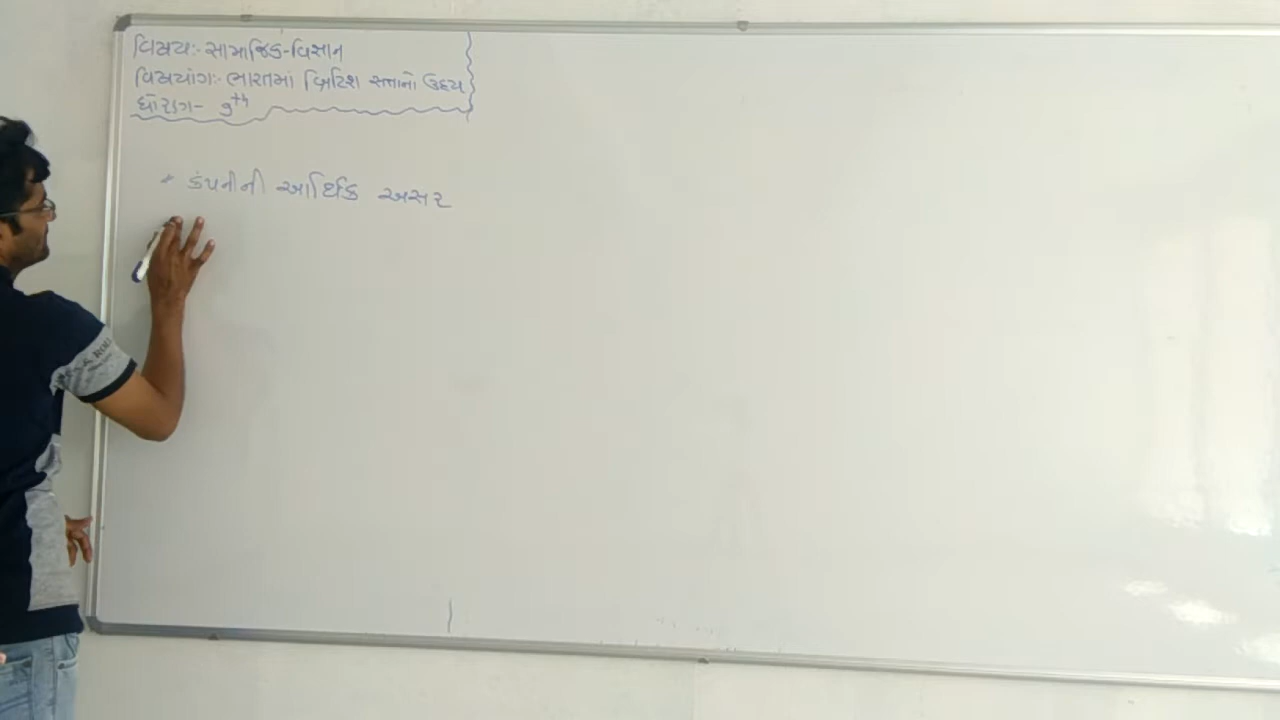 વિષયઃ- સામાજિક-વિજ્ઞાન
વિષયાંગઃ- ભારતમાં બ્રિટિશ સત્તાનો ઉદય
ધોરણ- 9th
* કંપનીની આર્થિક અસર